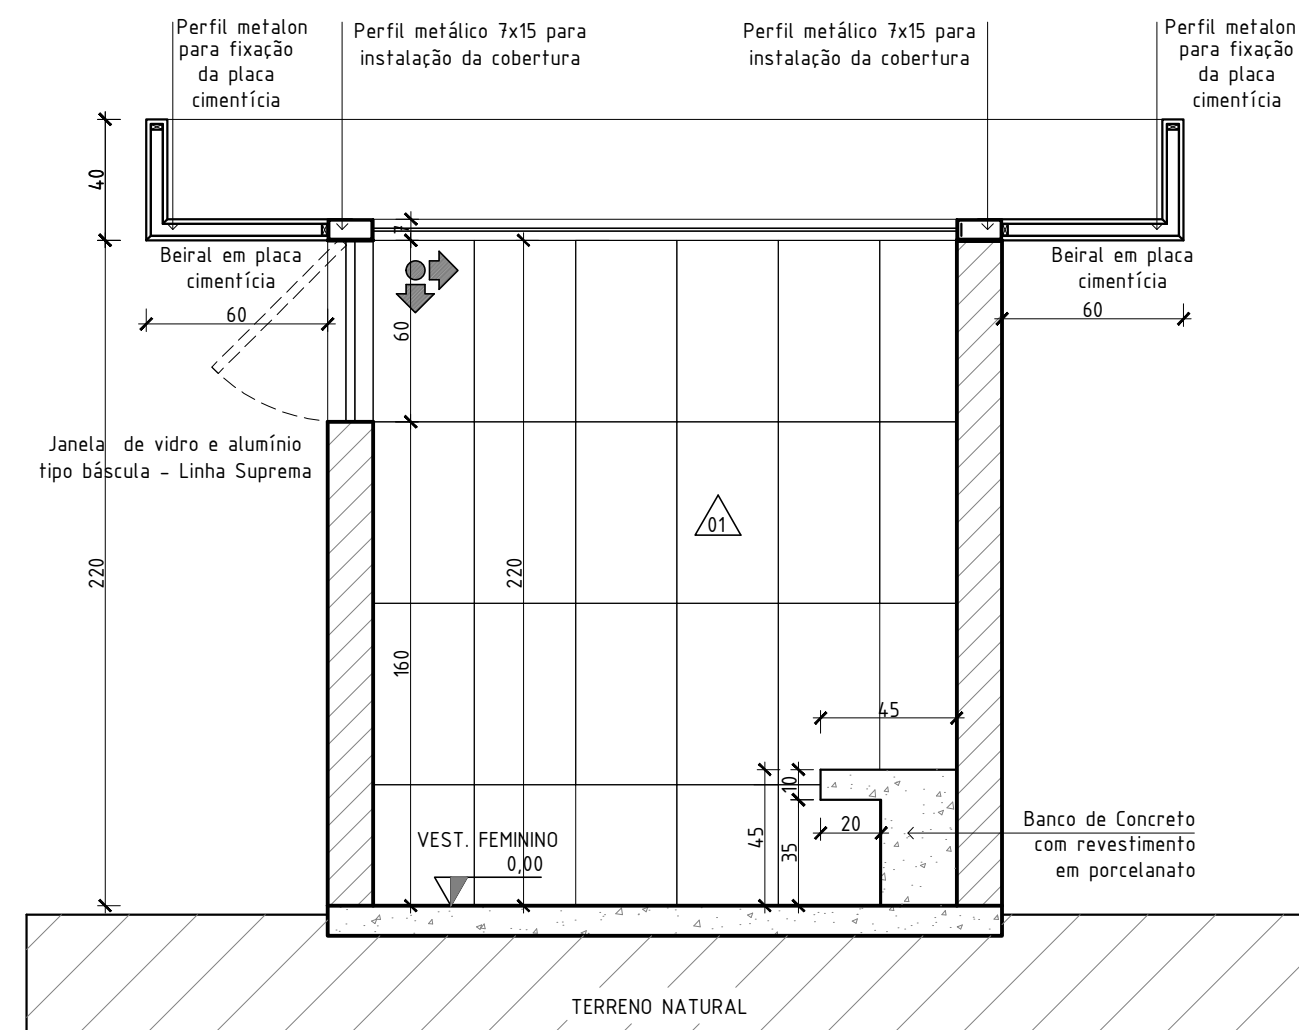 Perfil metalon
para fixação
da placa
cimentícia
Perfil metálico 7x15 para
instalação da cobertura
Perfil metálico 7x15 para
instalação da cobertura
Perfil metalon
para fixação
da placa
cimentícia
40
7
Beiral em placa
cimentícia
60
Beiral em placa
cimentícia
60
60
Janela de vidro e alumínio
tipo báscula - Linha Suprema
01
220
220
160
45
10
45
35
20
Banco de Concreto
com revestimento
em porcelanato
VEST. FEMININO
0,00
TERRENO NATURAL